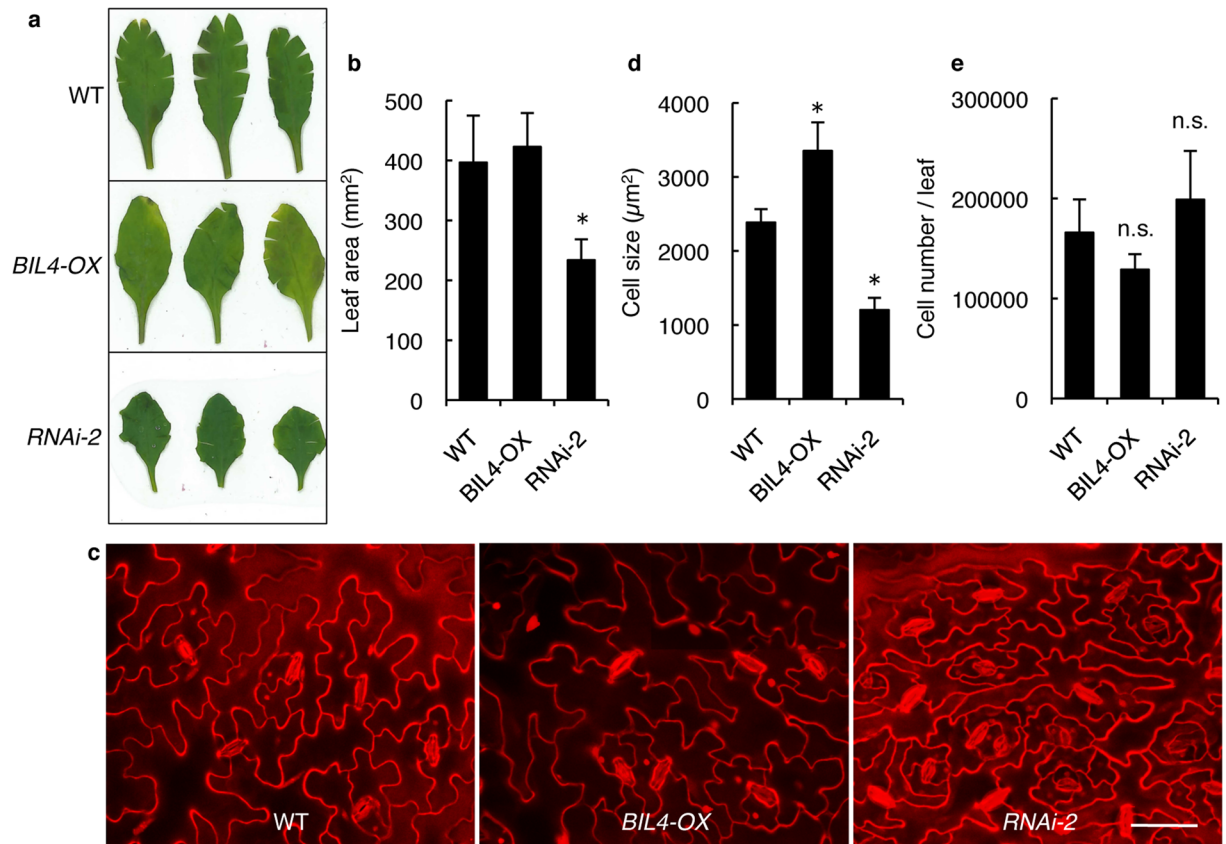 a
WT
BIL4-OX
RNAi-2
b
Leaf area (mm²)
500
400
300
200
100
0
*
WT
BIL4-OX
RNAi-2
d
Cell size (µm²)
4000
3000
2000
1000
0
*
*
WT
BIL4-OX
RNAi-2
e
Cell number / leaf
300000
200000
100000
0
n.s.
n.s.
WT
BIL4-OX
RNAi-2
c
WT
BIL4-OX
RNAi-2